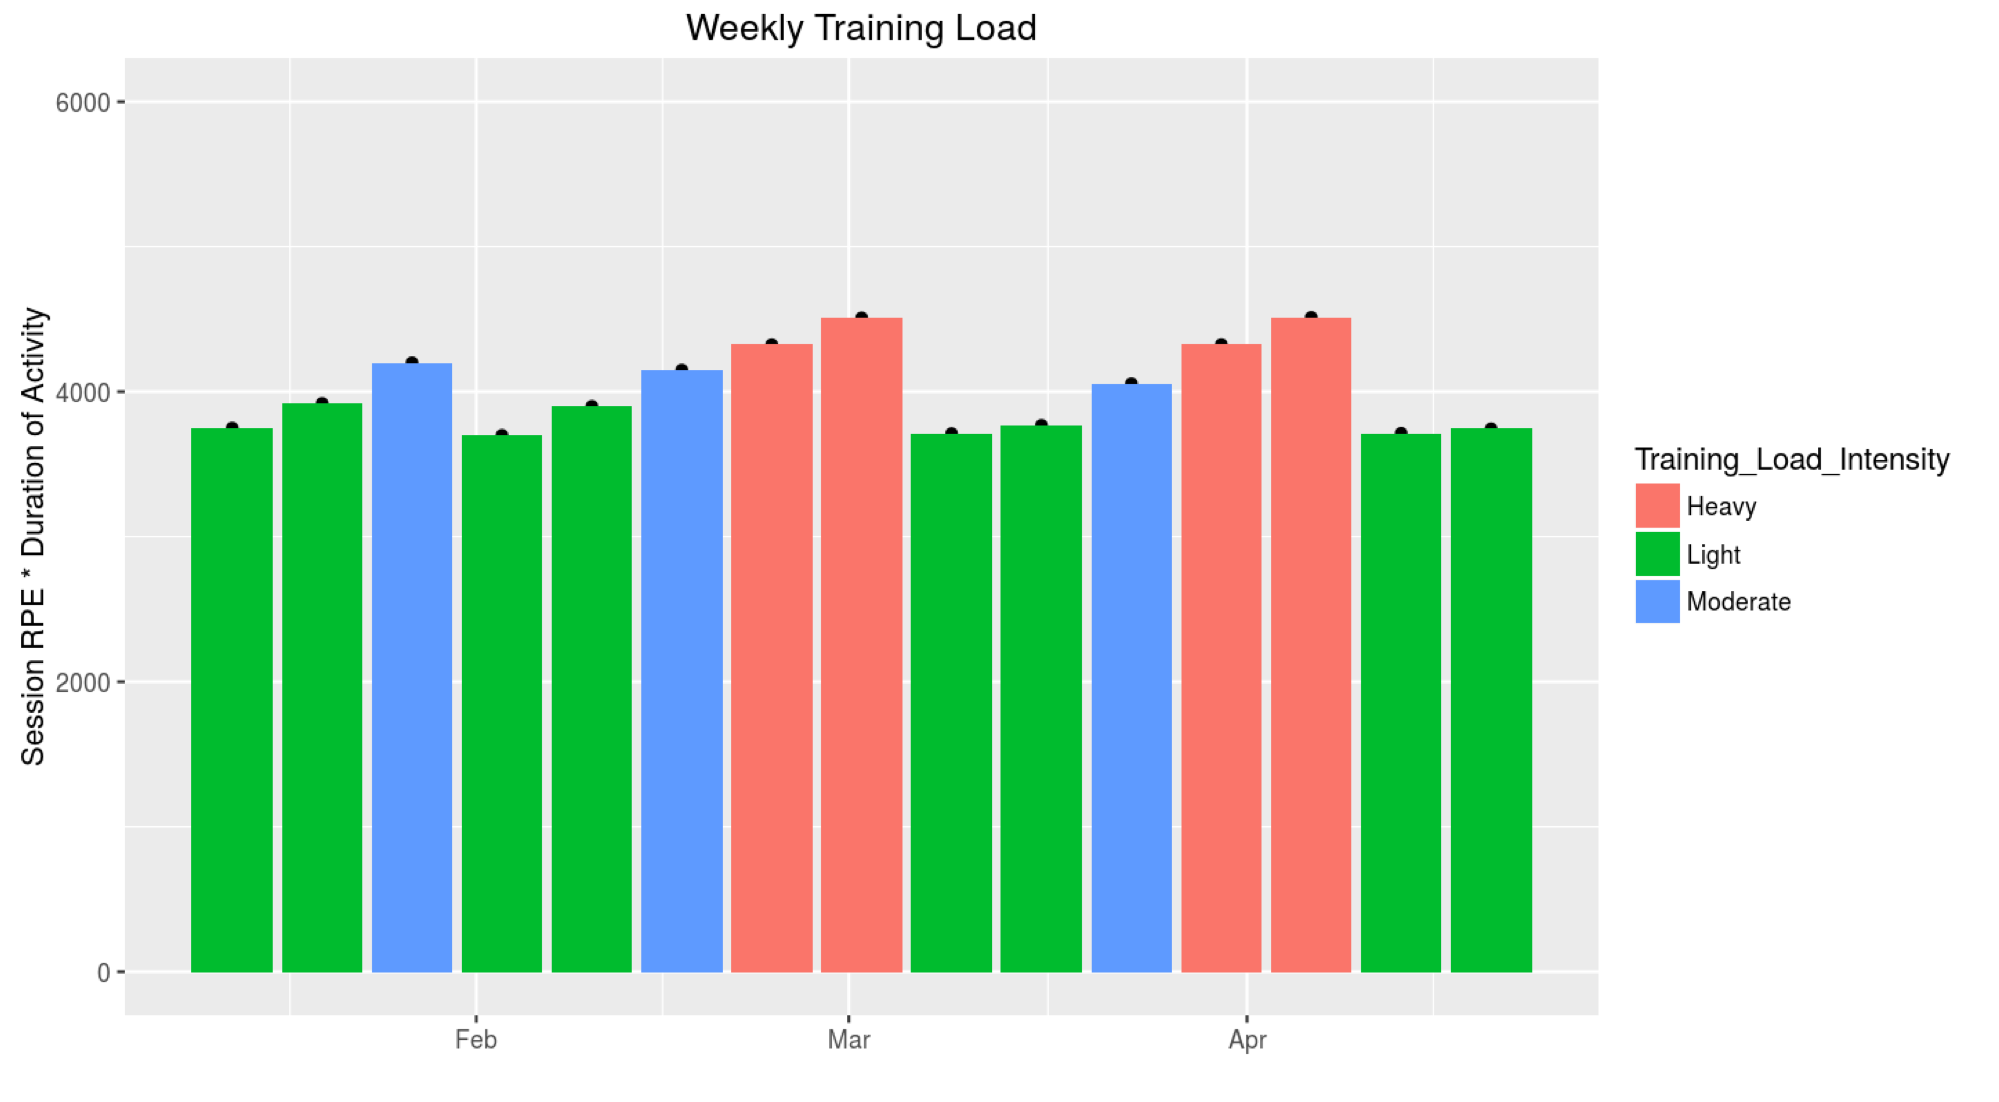 Weekly Training Load
Session RPE * Duration of Activity
6000
4000
2000
0
Feb
Mar
Apr
Training_Load_Intensity
Heavy
Light
Moderate